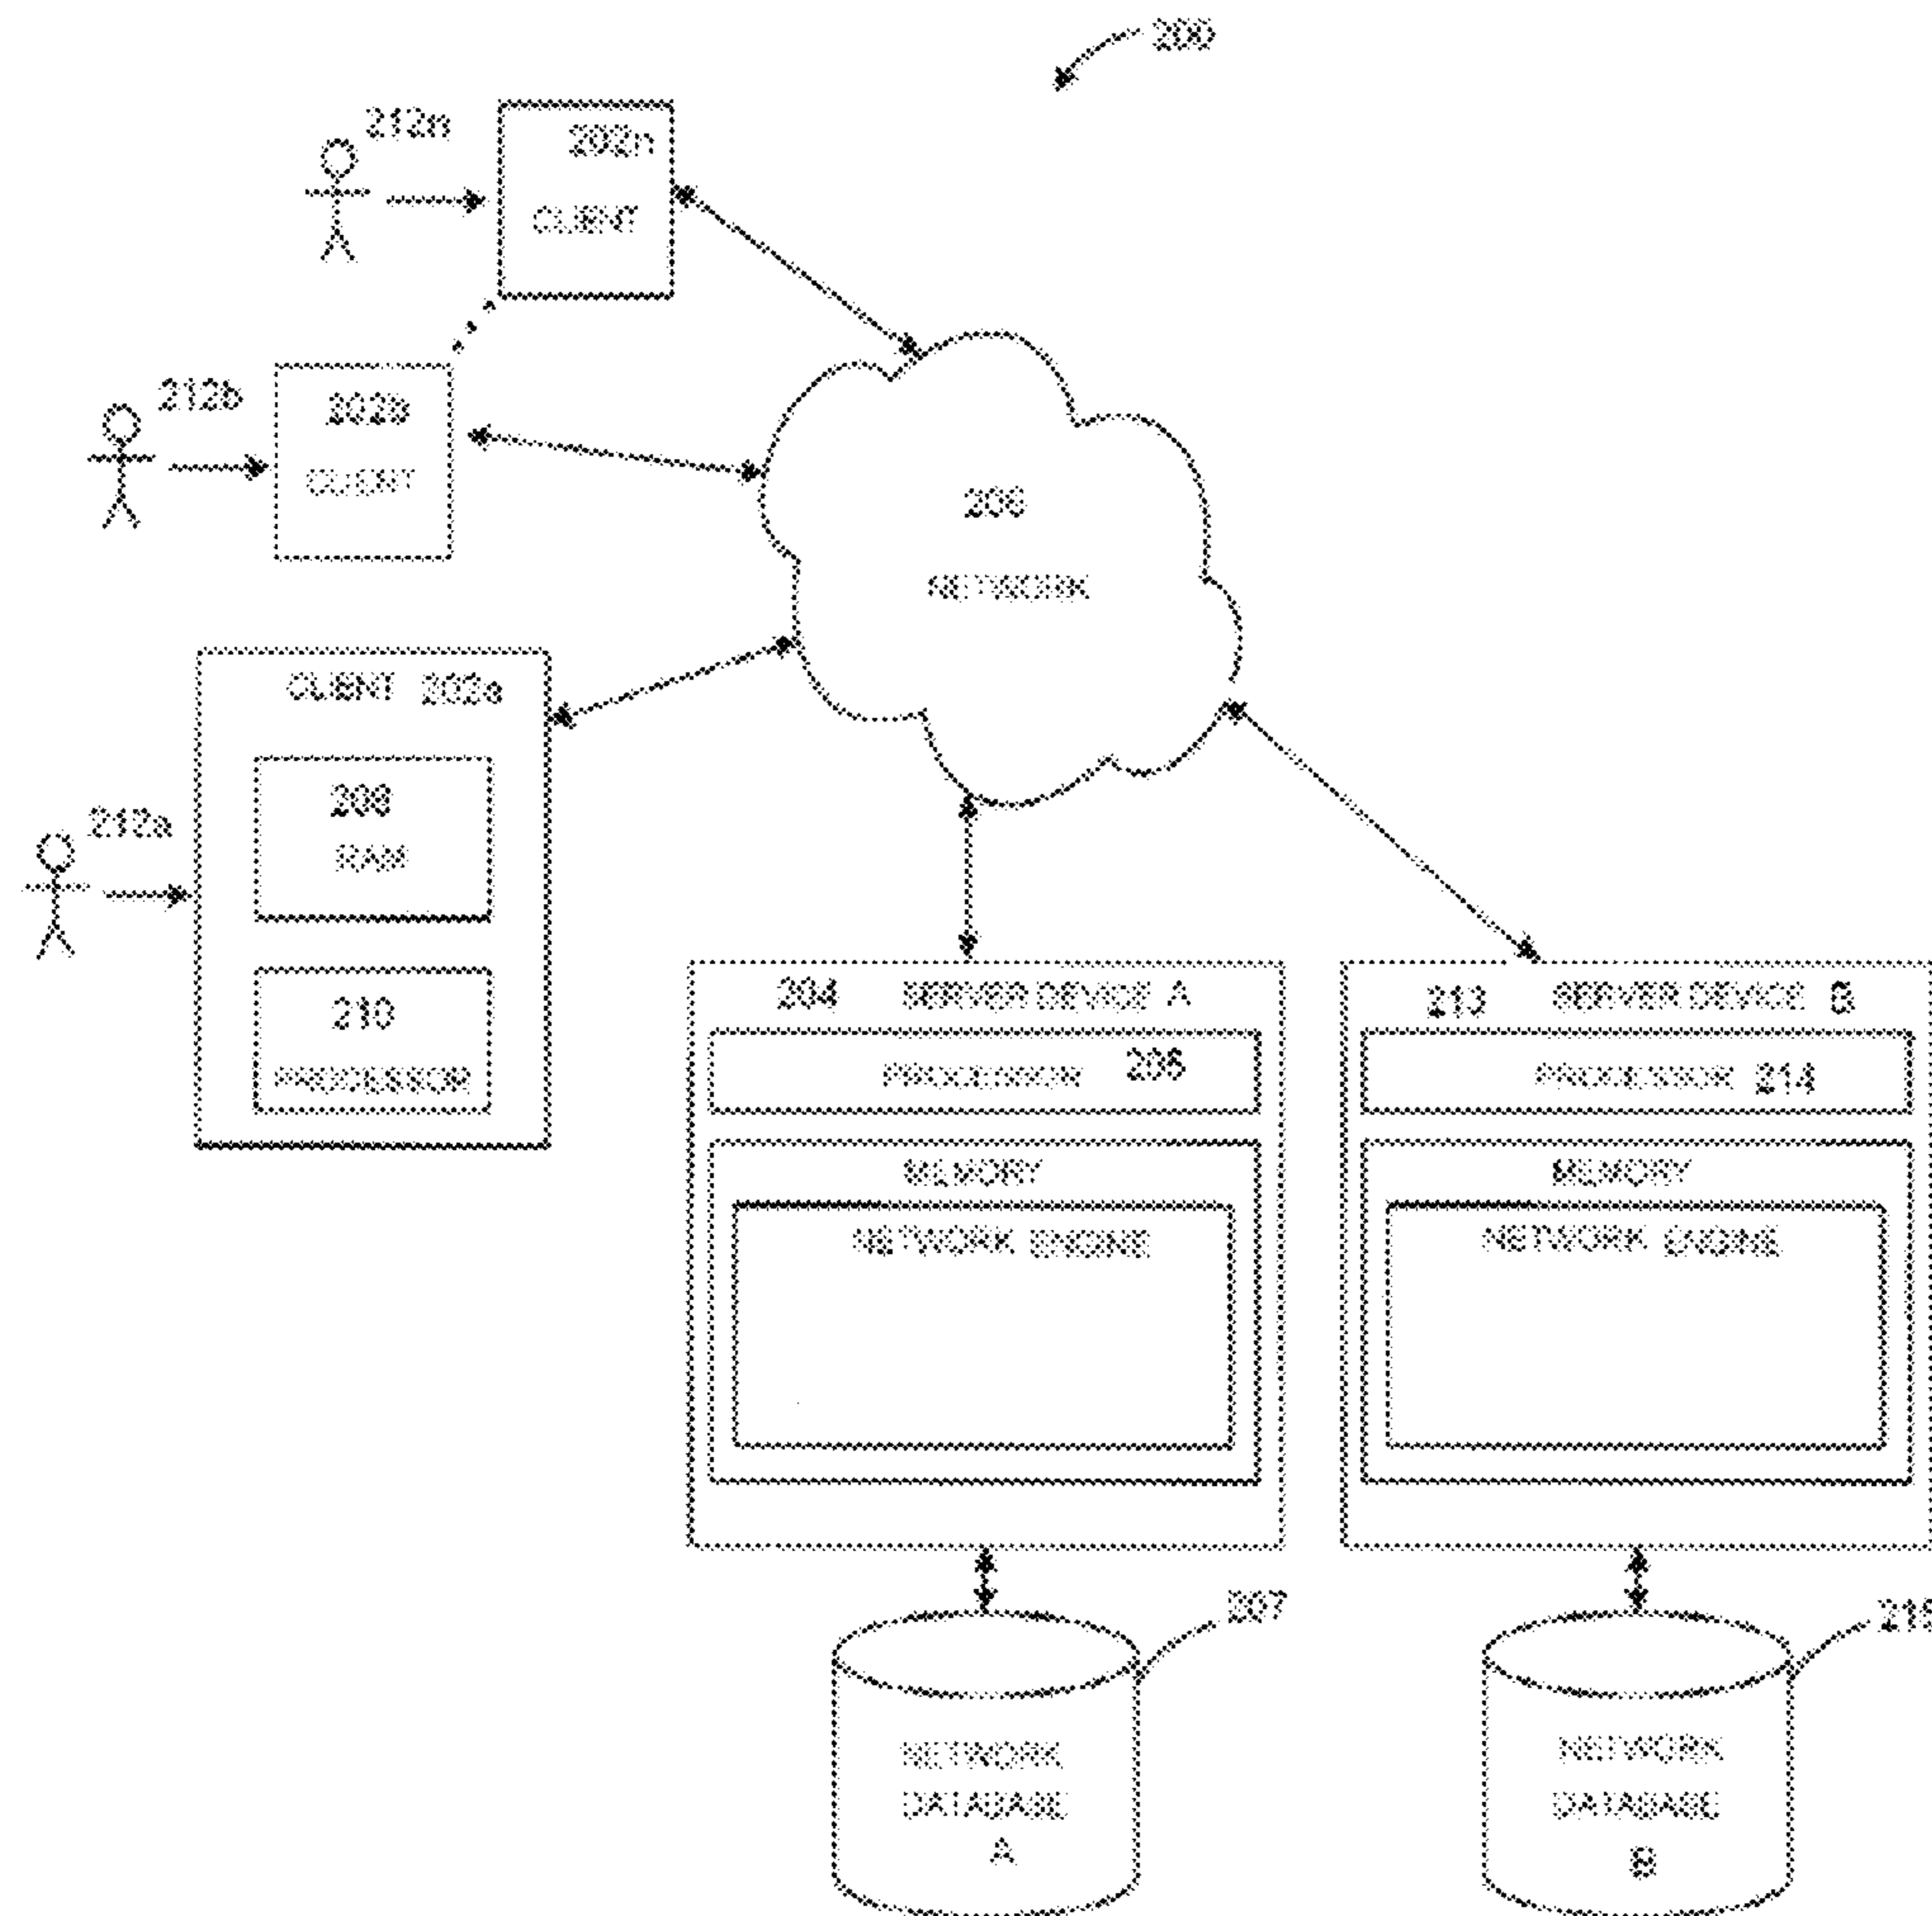 200
212n
202n
CLIENT
212b
202b
CLIENT
206
NETWORK
CLIENT 202a
208
RAM
212a
210
PROCESSOR
204 SERVER DEVICE A
PROCESSOR 205
MEMORY
NETWORK ENGINE
213 SERVER DEVICE B
PROCESSOR 214
MEMORY
NETWORK ENGINE
207
NETWORK
DATABASE
A
215
NETWORK
DATABASE
B